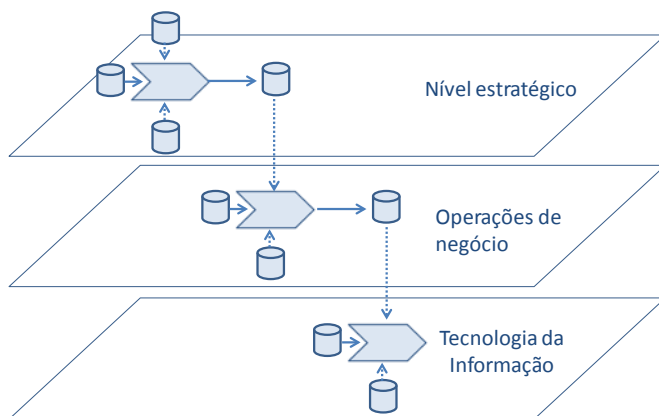 Nível estratégico
Operações de
negócio
Tecnologia da
Informação